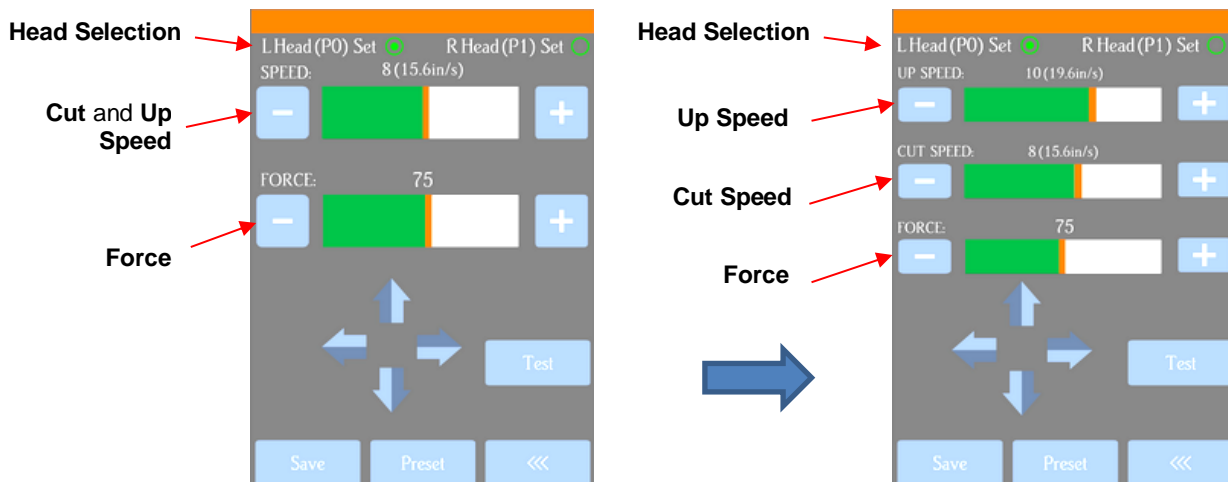 Head Selection
L Head (P0) Set R Head (P1) Set
SPEED: 8 (15.6in/s)
Cut and Up
Speed
FORCE: 75
Force
Test
Save Preset <<<
Head Selection
L Head (P0) Set R Head (P1) Set
UP SPEED: 10 (19.6in/s)
Up Speed
CUT SPEED: 8 (15.6in/s)
Cut Speed
FORCE: 75
Force
Test
Save Preset <<<